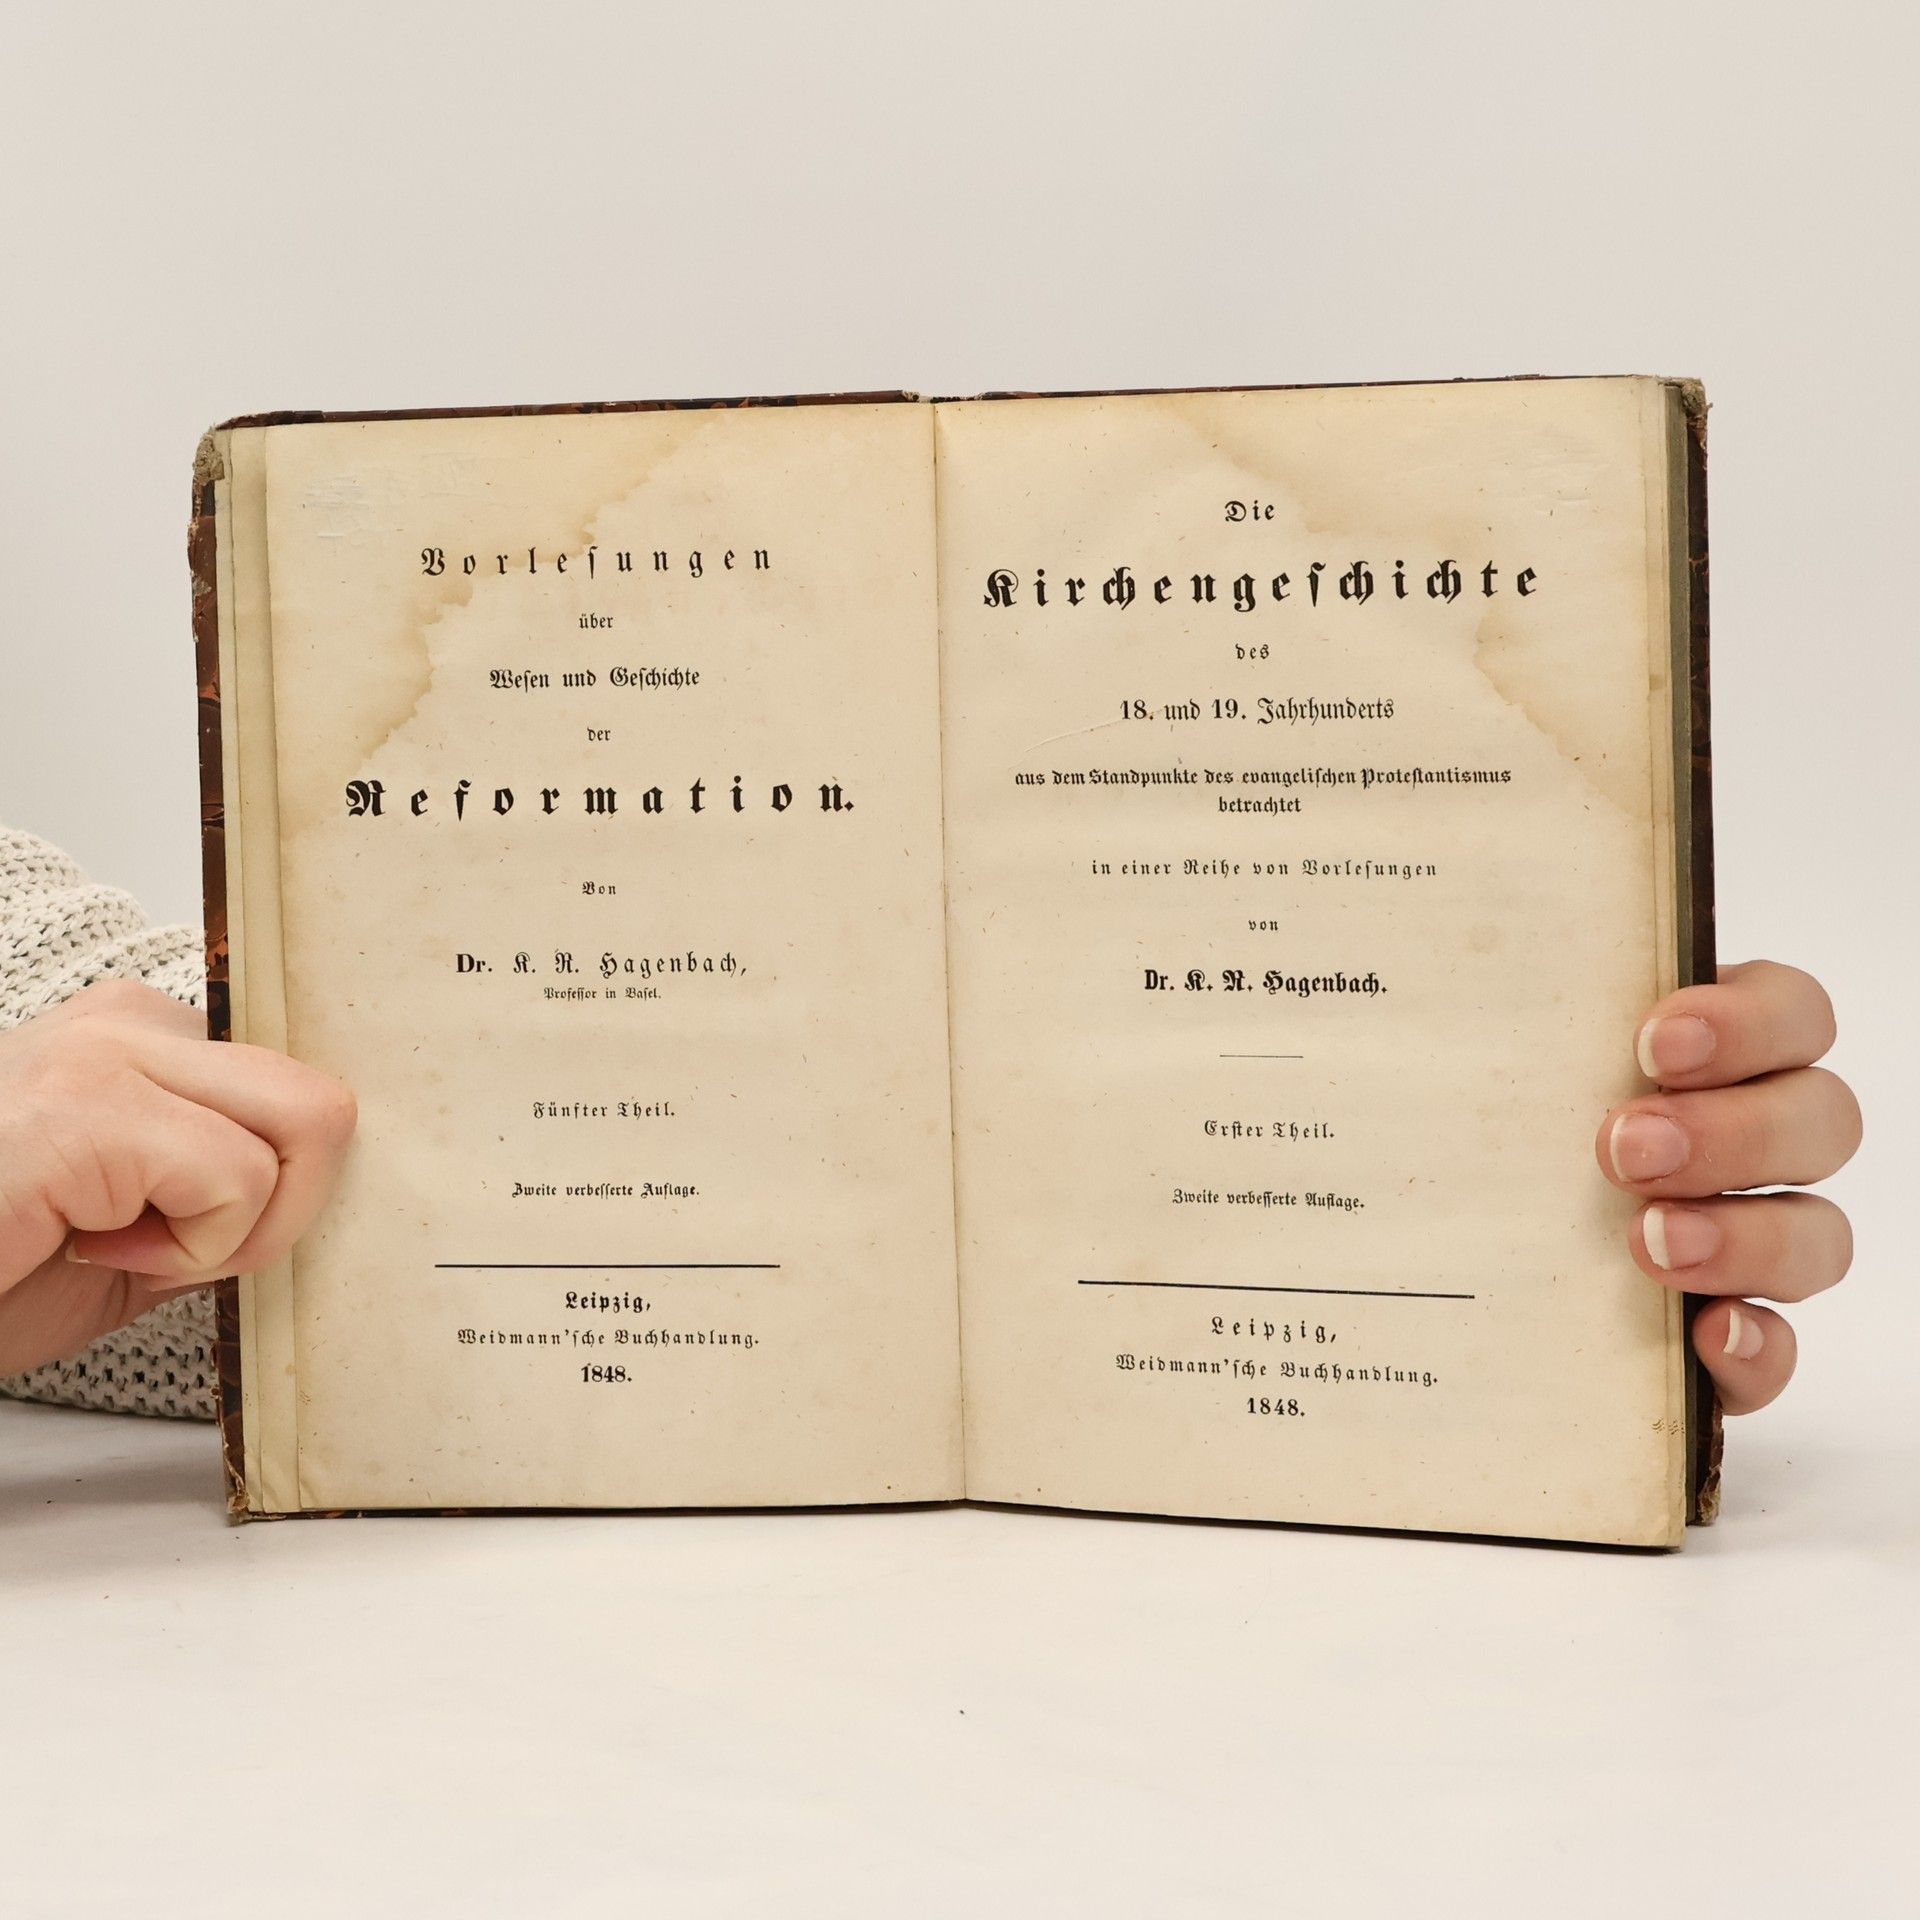 Vorleſungen
über
Weſen und Geſchichte
der
Reformation.
Von
Dr. K. R. Hagenbach,
Profeſſor in Baſel.
Fünfter Theil.
Zweite verbeſſerte Auflage.
Leipzig,
Weidmann'ſche Buchhandlung.
1848.
Die
Kirchengeſchichte
des
18. und 19. Jahrhunderts
aus dem Standpunkte des evangeliſchen Proteſtantismus
betrachtet
in einer Reihe von Vorleſungen
von
Dr. K. R. Hagenbach.
Erſter Theil.
Zweite verbeſſerte Auflage.
Leipzig,
Weidmann'ſche Buchhandlung.
1848.